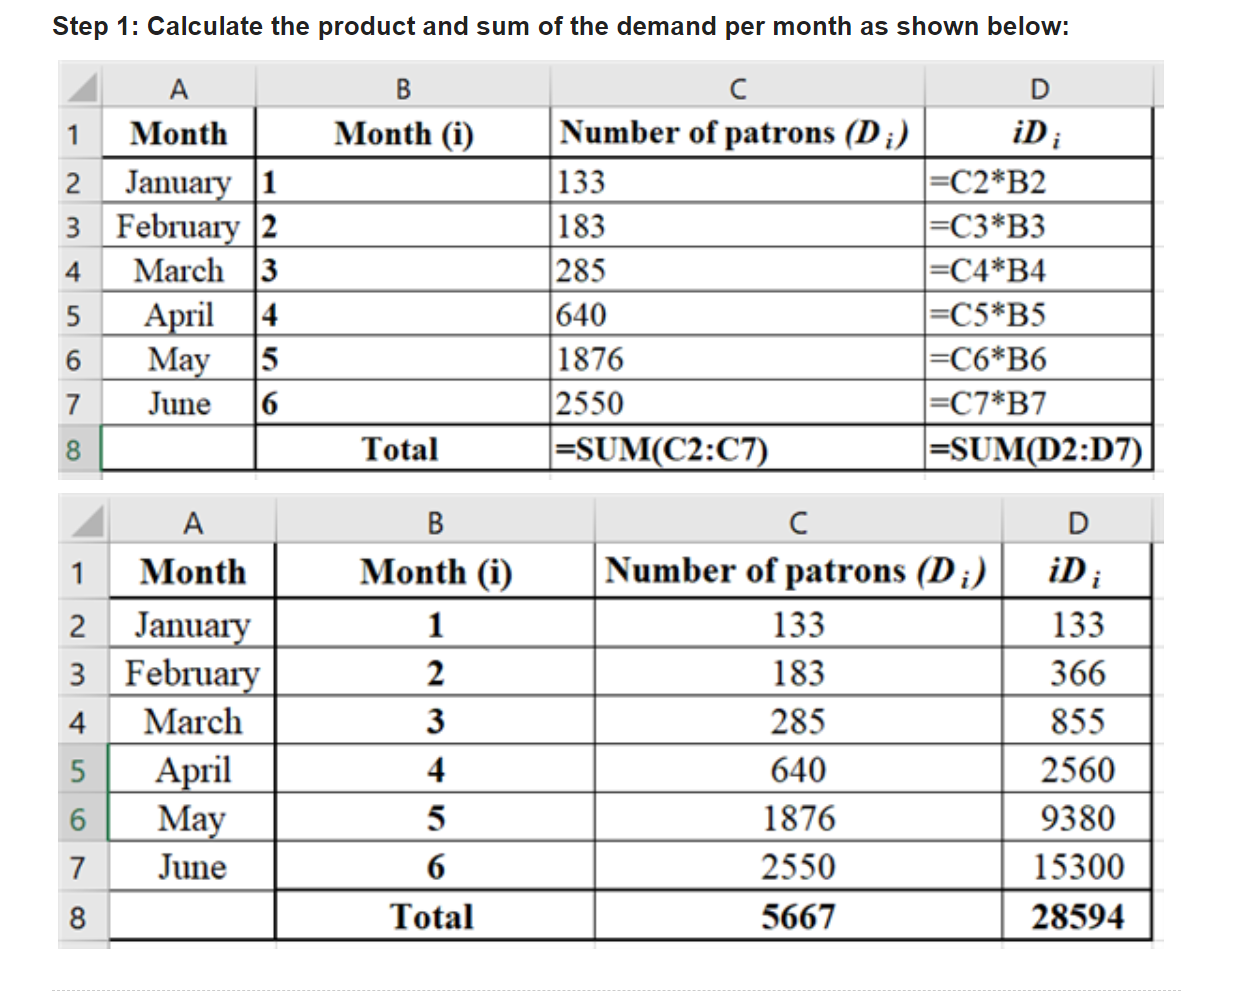 Step 1: Calculate the product and sum of the demand per month as shown below:
A B C D
1 Month Month (i) Number of patrons (D i) iD i
2 January 1 133 =C2*B2
3 February 2 183 =C3*B3
4 March 3 285 =C4*B4
5 April 4 640 =C5*B5
6 May 5 1876 =C6*B6
7 June 6 2550 =C7*B7
8 Total =SUM(C2:C7) =SUM(D2:D7)
A B C D
1 Month Month (i) Number of patrons (D i) iD i
2 January 1 133 133
3 February 2 183 366
4 March 3 285 855
5 April 4 640 2560
6 May 5 1876 9380
7 June 6 2550 15300
8 Total 5667 28594